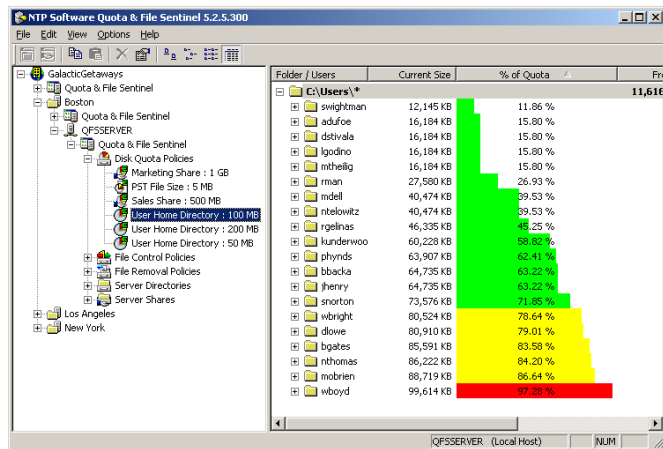 NTP Software Quota & File Sentinel 5.2.5.300
File Edit View Options Help
GalacticGetaways
Quota & File Sentinel
Boston
Quota & File Sentinel
QFSSERVER
Quota & File Sentinel
Disk Quota Policies
Marketing Share : 1 GB
PST File Size : 5 MB
Sales Share : 500 MB
User Home Directory : 100 MB
User Home Directory : 200 MB
User Home Directory : 50 MB
File Control Policies
File Removal Policies
Server Directories
Server Shares
Los Angeles
New York
Folder / Users Current Size % of Quota Fr
C:\Users\* 11,616
swightman 12,145 KB 11.86 %
adufoe 16,184 KB 15.80 %
dstivala 16,184 KB 15.80 %
lgodino 16,184 KB 15.80 %
mtheilig 16,184 KB 15.80 %
rman 27,580 KB 26.93 %
mdell 40,474 KB 39.53 %
ntelowitz 40,474 KB 39.53 %
rgelinas 46,335 KB 45.25 %
kunderwoo 60,228 KB 58.82 %
phynds 63,907 KB 62.41 %
bbacka 64,735 KB 63.22 %
jhenry 64,735 KB 63.22 %
snorton 73,576 KB 71.85 %
wbright 80,524 KB 78.64 %
dlowe 80,910 KB 79.01 %
bgates 85,591 KB 83.58 %
nthomas 86,222 KB 84.20 %
mobrien 88,719 KB 86.64 %
wboyd 99,614 KB 97.28 %
QFSSERVER (Local Host) NUM